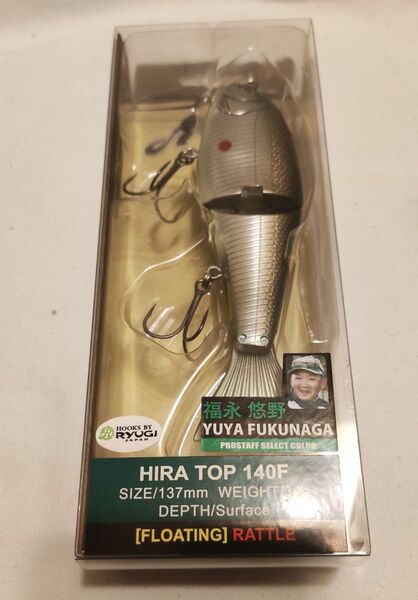 HOOKS BY
RYUGI
JAPAN
福永 悠野
YUYA FUKUNAGA
PROSTAFF SELECT COLOR
HIRA TOP 140F
SIZE/137mm WEIGHT/
DEPTH/Surface
[FLOATING] RATTLE